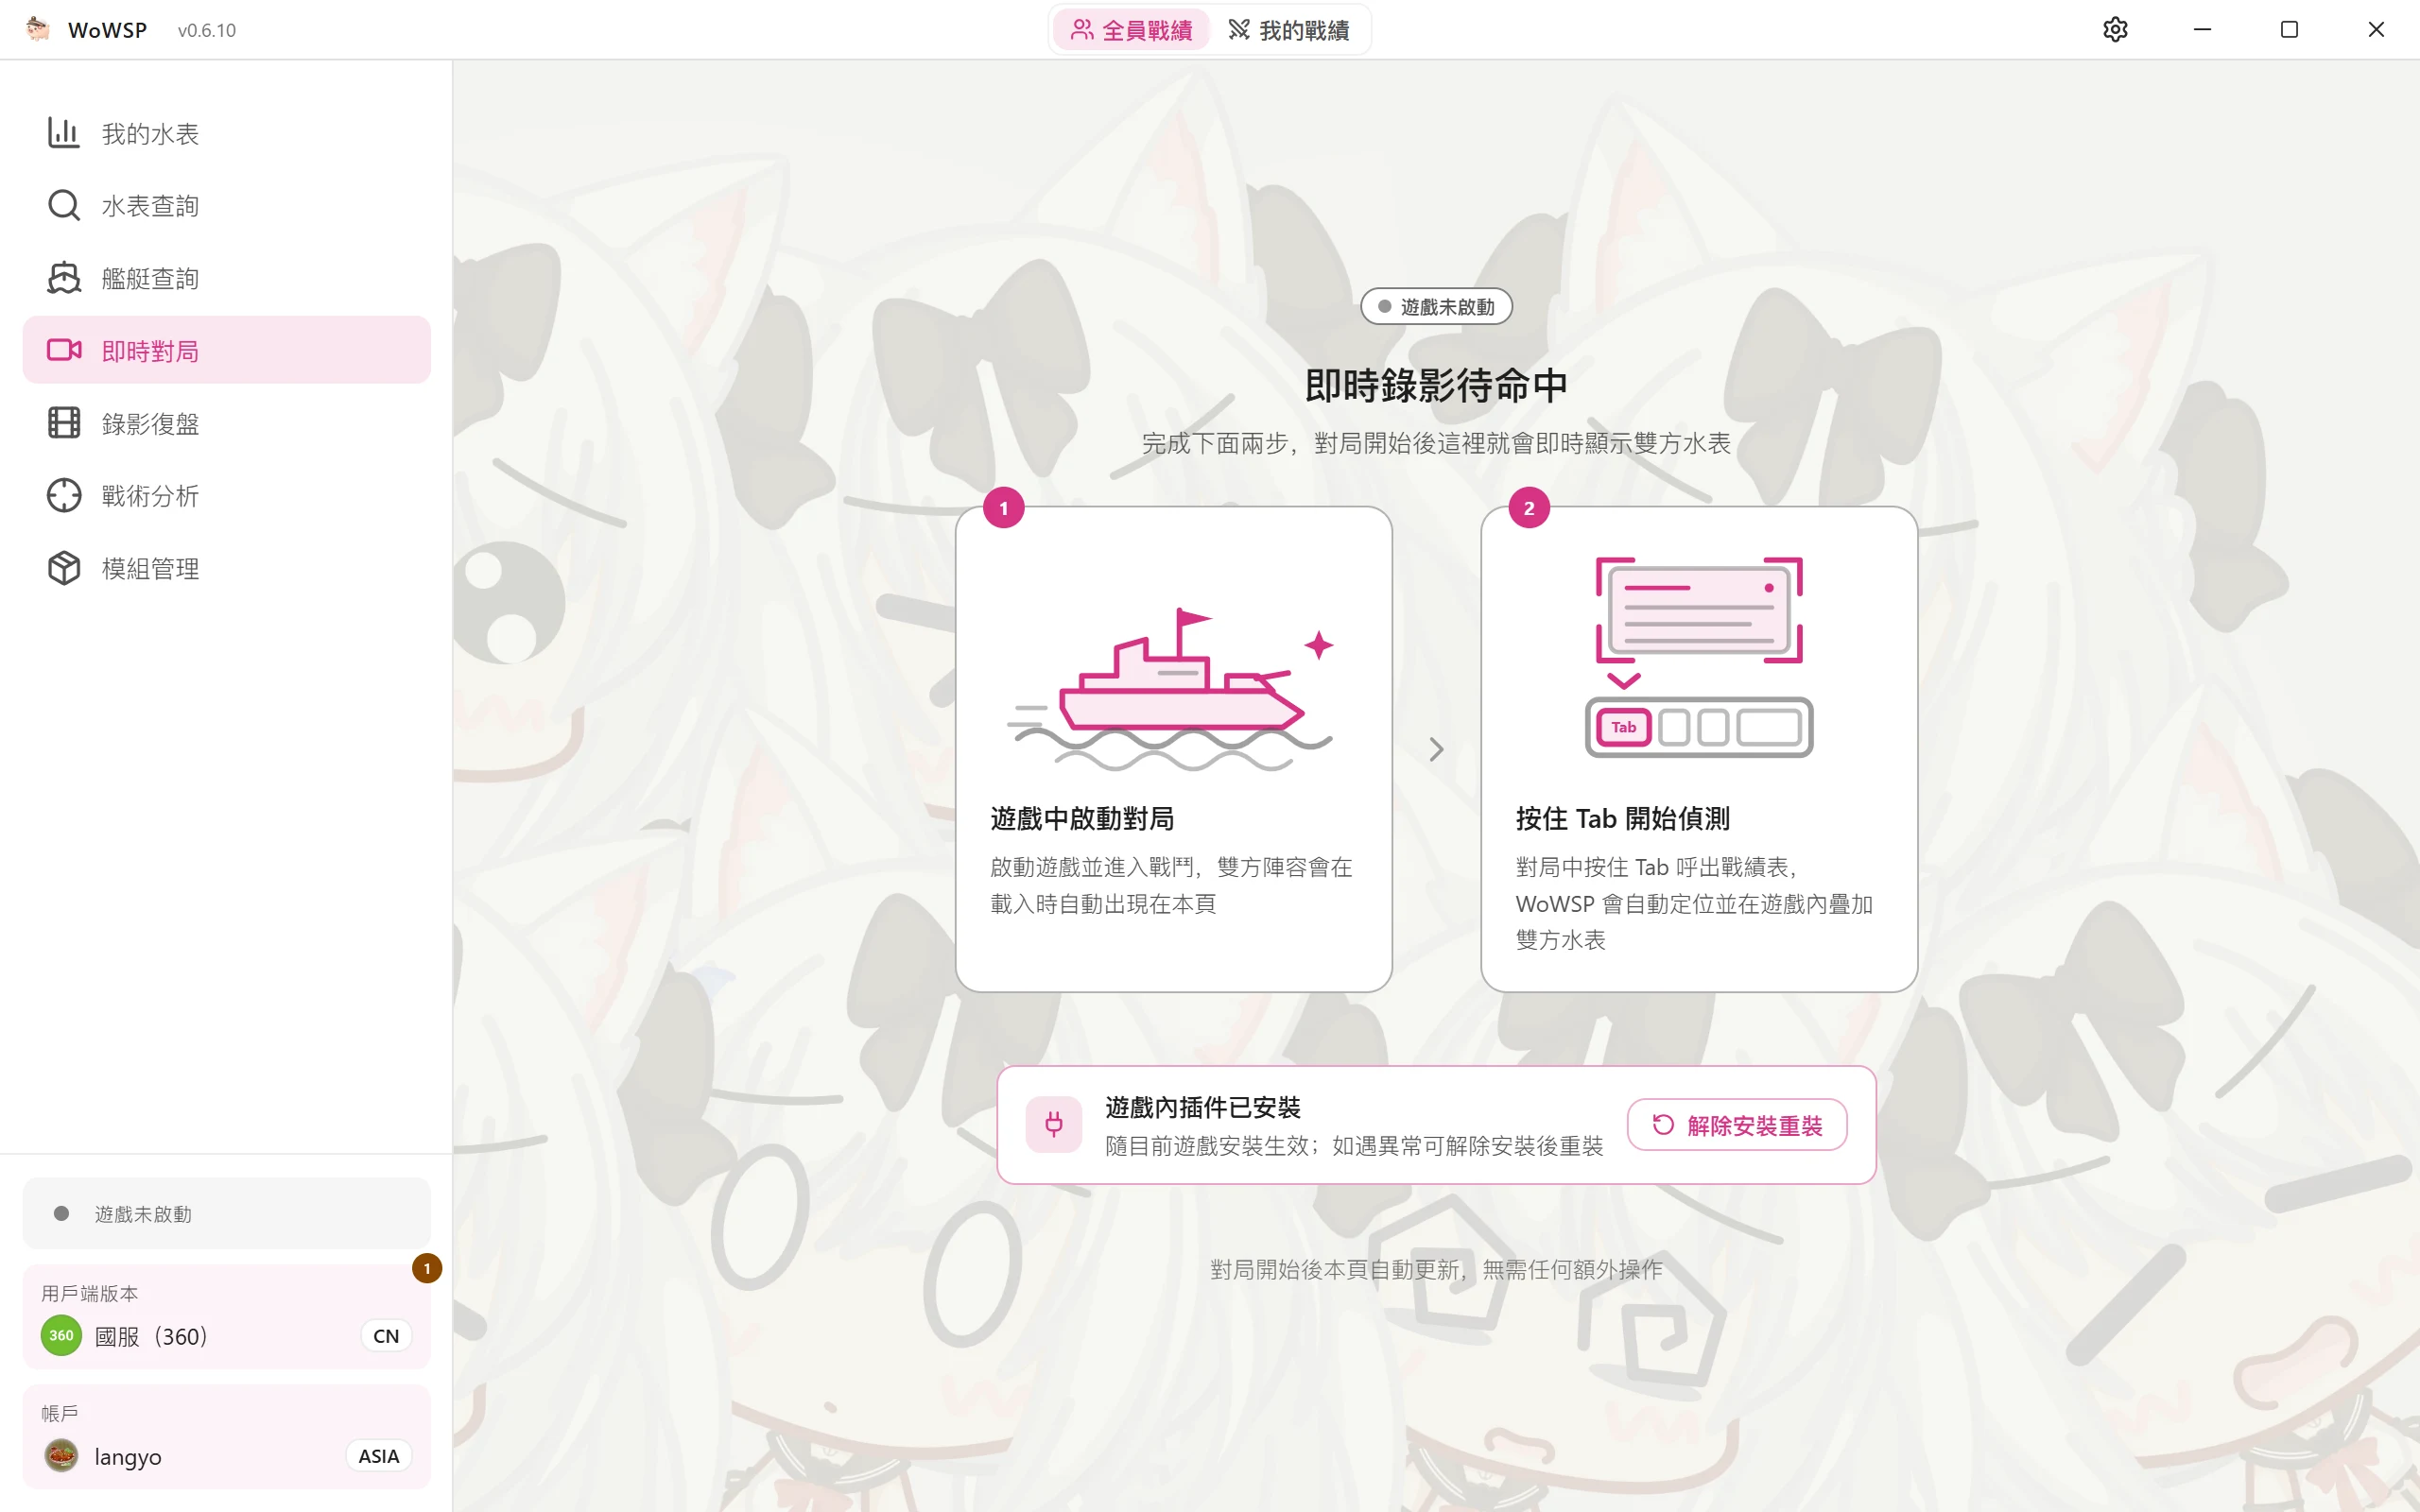 WoWSP v0.6.10
全員戰績 我的戰績
我的水表
水表查詢
艦艇查詢
即時對局
錄影復盤
戰術分析
模組管理
遊戲未啟動
即時錄影待命中
完成下面兩步，對局開始後這裡就會即時顯示雙方水表
1
遊戲中啟動對局
啟動遊戲並進入戰鬥，雙方陣容會在
載入時自動出現在本頁
2
Tab
按住 Tab 開始偵測
對局中按住 Tab 呼出戰績表，
WoWSP 會自動定位並在遊戲內疊加
雙方水表
遊戲內插件已安裝
隨目前遊戲安裝生效；如遇異常可解除安裝後重裝
解除安裝重裝
對局開始後本頁自動更新，無需任何額外操作
遊戲未啟動
1
用戶端版本
360 國服（360） CN
帳戶
langyo ASIA